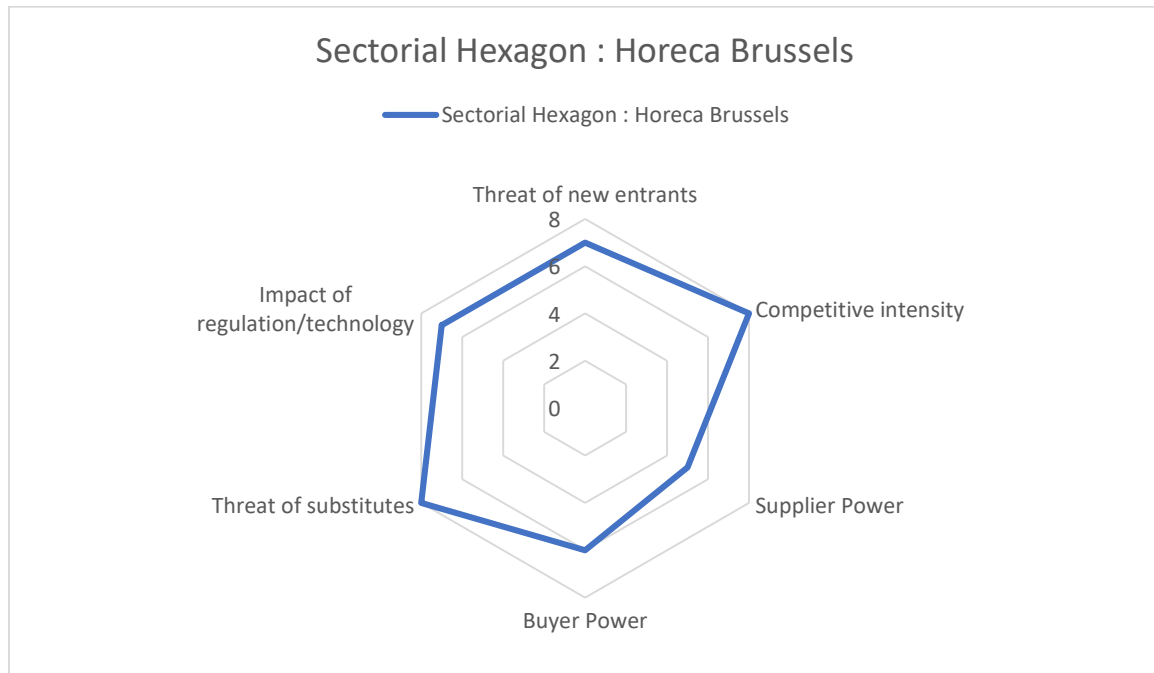 Sectorial Hexagon : Horeca Brussels
Sectorial Hexagon : Horeca Brussels
Threat of new entrants
8
6
4
2
0
Competitive intensity
Supplier Power
Buyer Power
Threat of substitutes
Impact of
regulation/technology